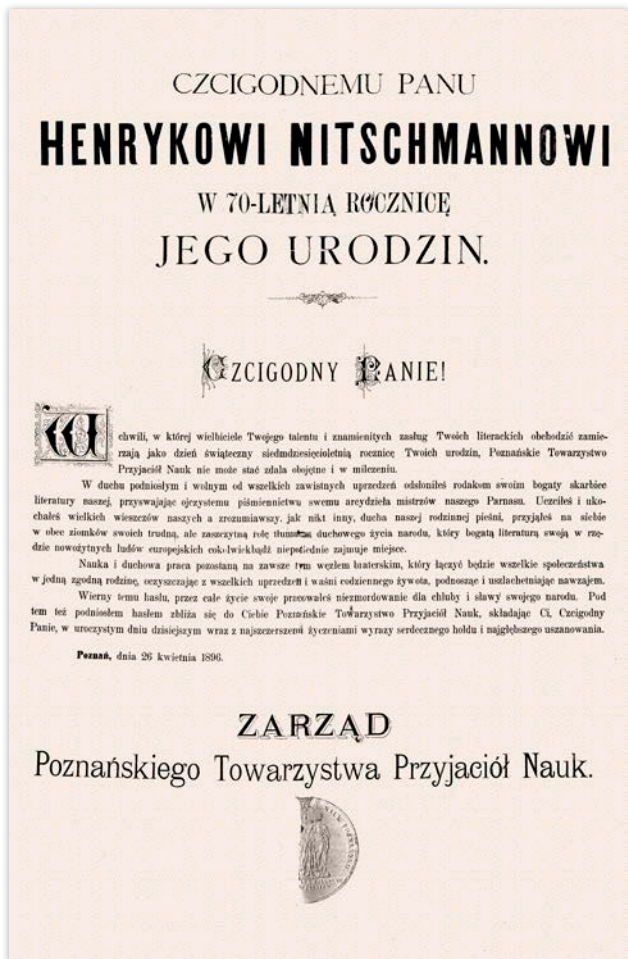 CZCIGODNEMU PANU
HENRYKOWI NITSCHMANNOWI
W 70-LETNIĄ ROCZNICĘ
JEGO URODZIN.
CZCIGODNY PANIE!
W chwili, w której wielbiciele Twojego talentu i znamienitych zasług Twoich literackich obchodzić zamie-
rzają jako dzień świąteczny siedmdziesięcioletnią rocznicę Twoich urodzin, Poznańskie Towarzystwo
Przyjaciół Nauk nie może stać zdala obojętne i w milczeniu.
W duchu podniosłym i wolnym od wszelkich zawistnych uprzedzeń odsłoniłeś rodakom swoim bogaty skarbiec
literatury naszej, przyswajając ojczystemu piśmiennictwu swemu arcydzieła mistrzów naszego Parnasu. Uczciłeś i uko-
chałeś wielkich wieszczów naszych a zrozumiawszy, jak nikt inny, ducha naszej rodzinnej pieśni, przyjąłeś na siebie
w obec ziomków swoich trudną, ale zaszczytną rolę tłumacza duchowego życia narodu, który bogatą literaturą swoją w rzę-
dzie nowożytnych ludów europejskich cokolwiekbądź niepoślednie zajmuje miejsce.
Nauka i duchowa praca pozostaną na zawsze tym węzłem braterskim, który łączyć będzie wszelkie społeczeństwa
w jedną zgodną rodzinę, oczyszczając z wszelkich uprzedzeń i waśni codziennego żywota, podnosząc i uszlachetniając nawzajem.
Wierny temu hasłu, przez całe życie swoje pracowałeś niezmordowanie dla chluby i sławy swojego narodu. Pod
tem też podniosłem hasłem zbliża się do Ciebie Poznańskie Towarzystwo Przyjaciół Nauk, składając Ci, Czcigodny
Panie, w uroczystym dniu dzisiejszym wraz z najszczerszemi życzeniami wyrazy serdecznego hołdu i najgłębszego uszanowania.
Poznań, dnia 26 kwietnia 1896.
ZARZĄD
Poznańskiego Towarzystwa Przyjaciół Nauk.